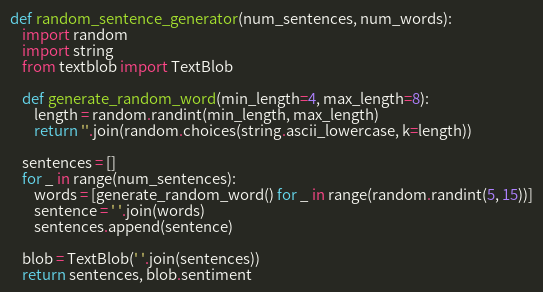 def random_sentence_generator(num_sentences, num_words):
    import random
    import string
    from textblob import TextBlob

    def generate_random_word(min_length=4, max_length=8):
        length = random.randint(min_length, max_length)
        return ''.join(random.choices(string.ascii_lowercase, k=length))

    sentences = []
    for _ in range(num_sentences):
        words = [generate_random_word() for _ in range(random.randint(5, 15))]
        sentence = ' '.join(words)
        sentences.append(sentence)

    blob = TextBlob(' '.join(sentences))
    return sentences, blob.sentiment